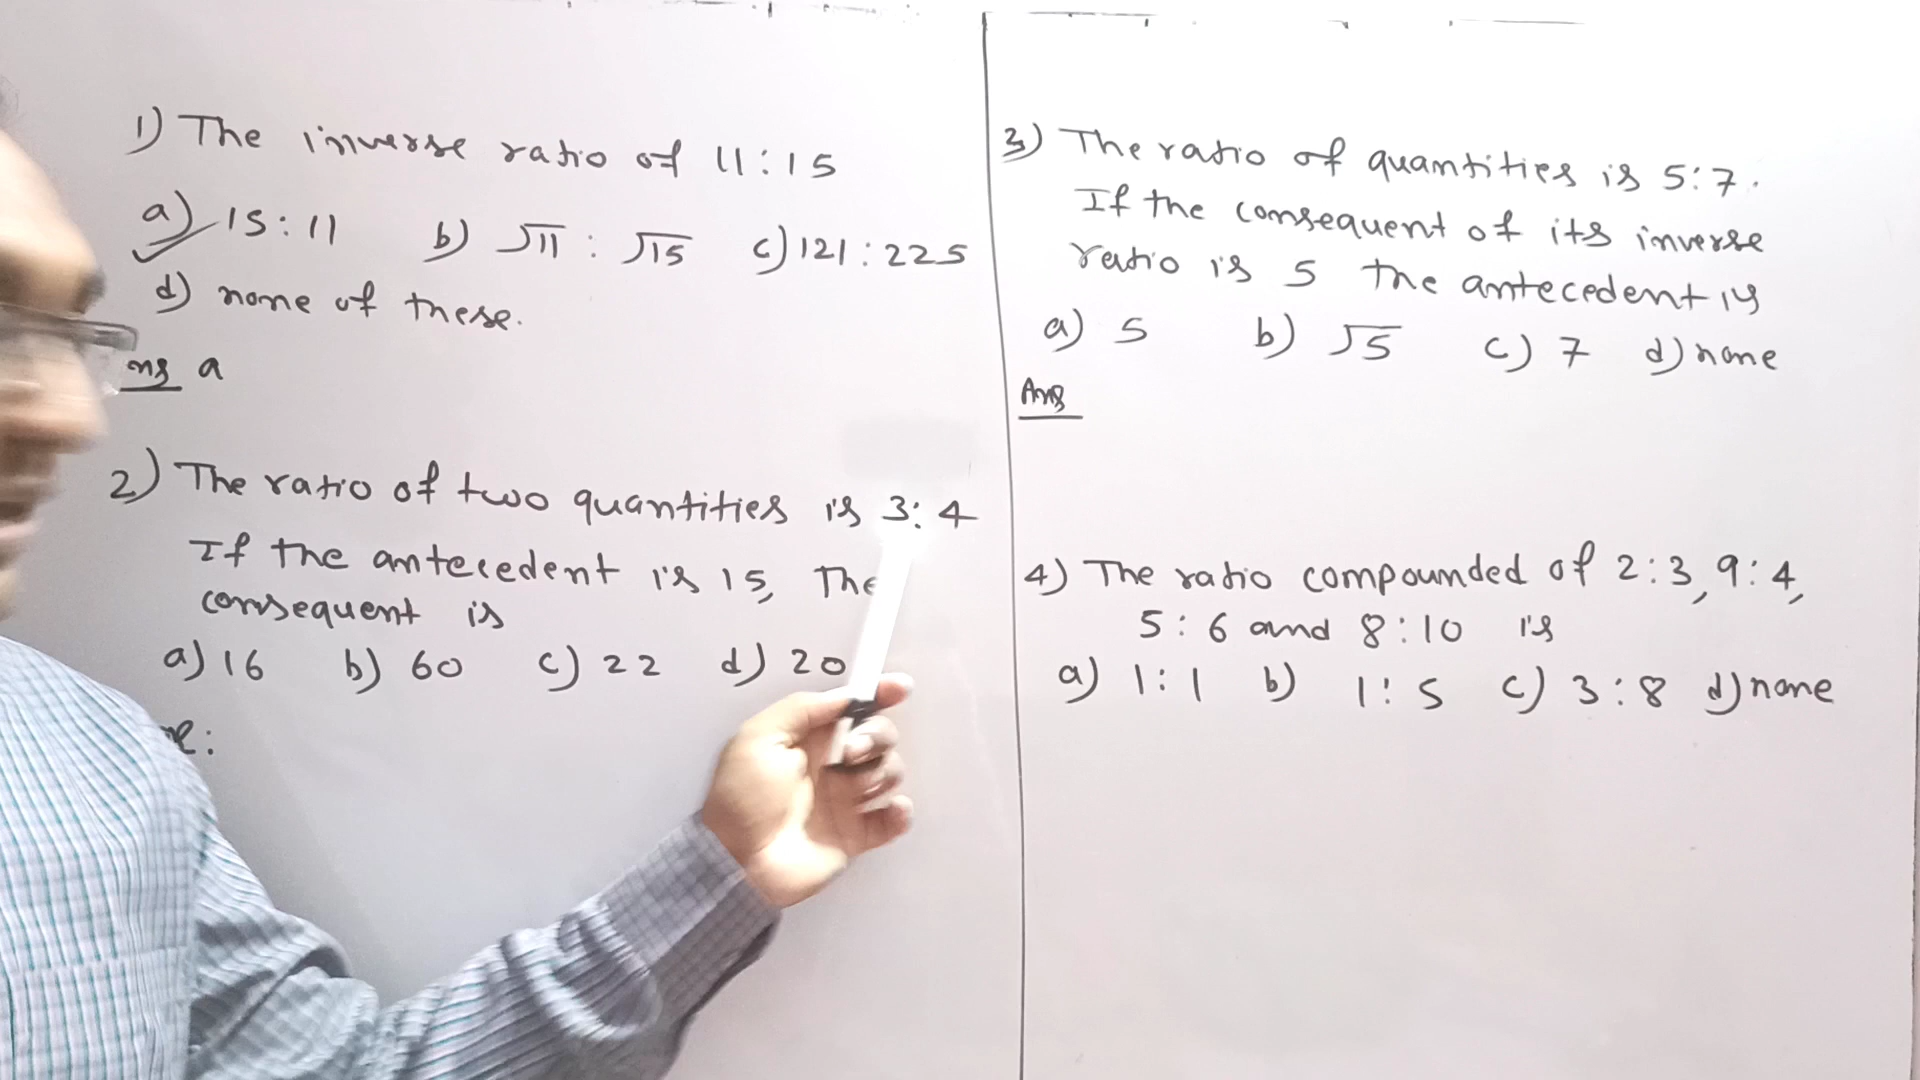 1) The inverse ratio of 11:15
a) 15:11 b) √11 : √15 c) 121:225
d) none of these.
ns a
2) The ratio of two quantities is 3:4
If the antecedent is 15, The
consequent is
a) 16 b) 60 c) 22 d) 20
3) The ratio of quantities is 5:7.
If the consequent of its inverse
ratio is 5 the antecedent is
a) 5 b) √5 c) 7 d) none
Ans
4) The ratio compounded of 2:3, 9:4,
5:6 and 8:10 is
a) 1:1 b) 1:5 c) 3:8 d) none